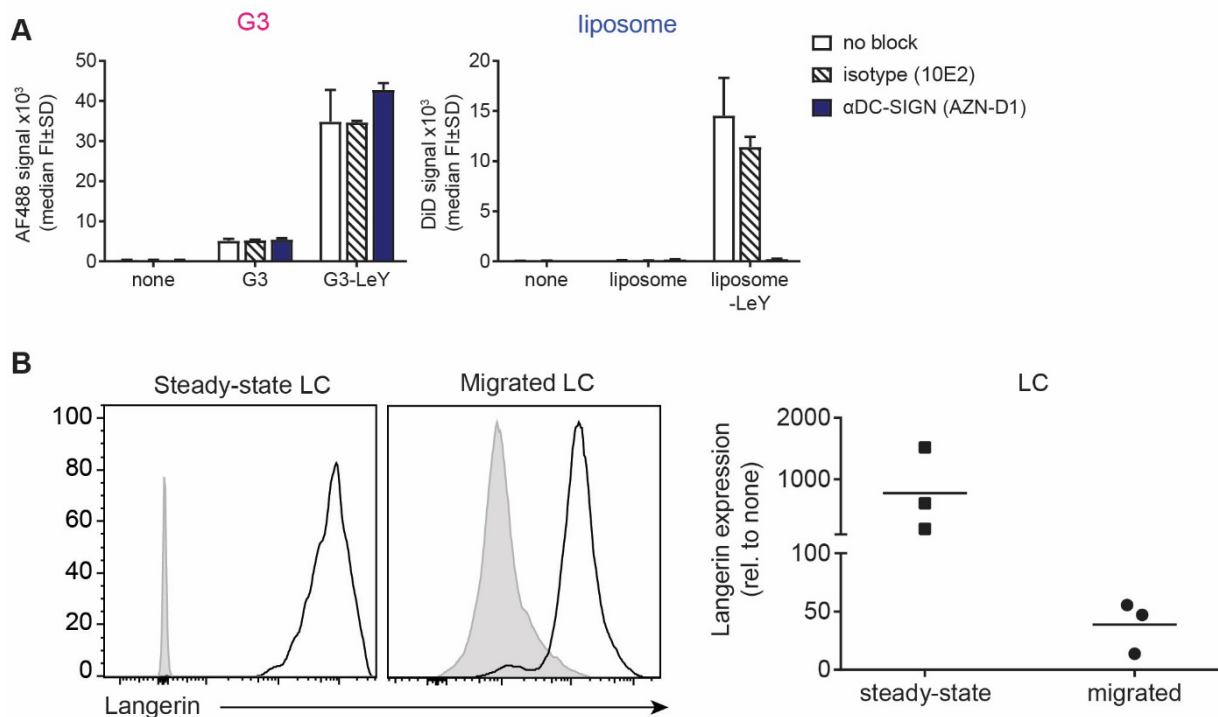 A
G3
AF488 signal x10³
(median FI±SD)
50
40
30
20
10
0
none
G3
G3-LeY
liposome
DiD signal x10³
(median FI±SD)
20
15
10
5
0
none
liposome
liposome
-LeY
no block
isotype (10E2)
αDC-SIGN (AZN-D1)
B
Steady-state LC
Migrated LC
100
80
60
40
20
0
Langerin
LC
Langerin expression
(rel. to none)
2000
1000
100
50
0
steady-state
migrated